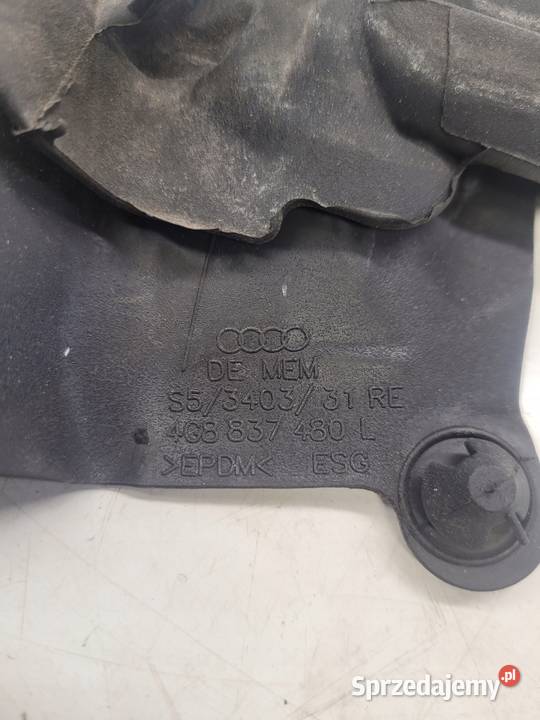 DE MEM
S5/3403/31 RE
4G8 837 480 L
>EPDM< ESG
Sprzedajemy.pl